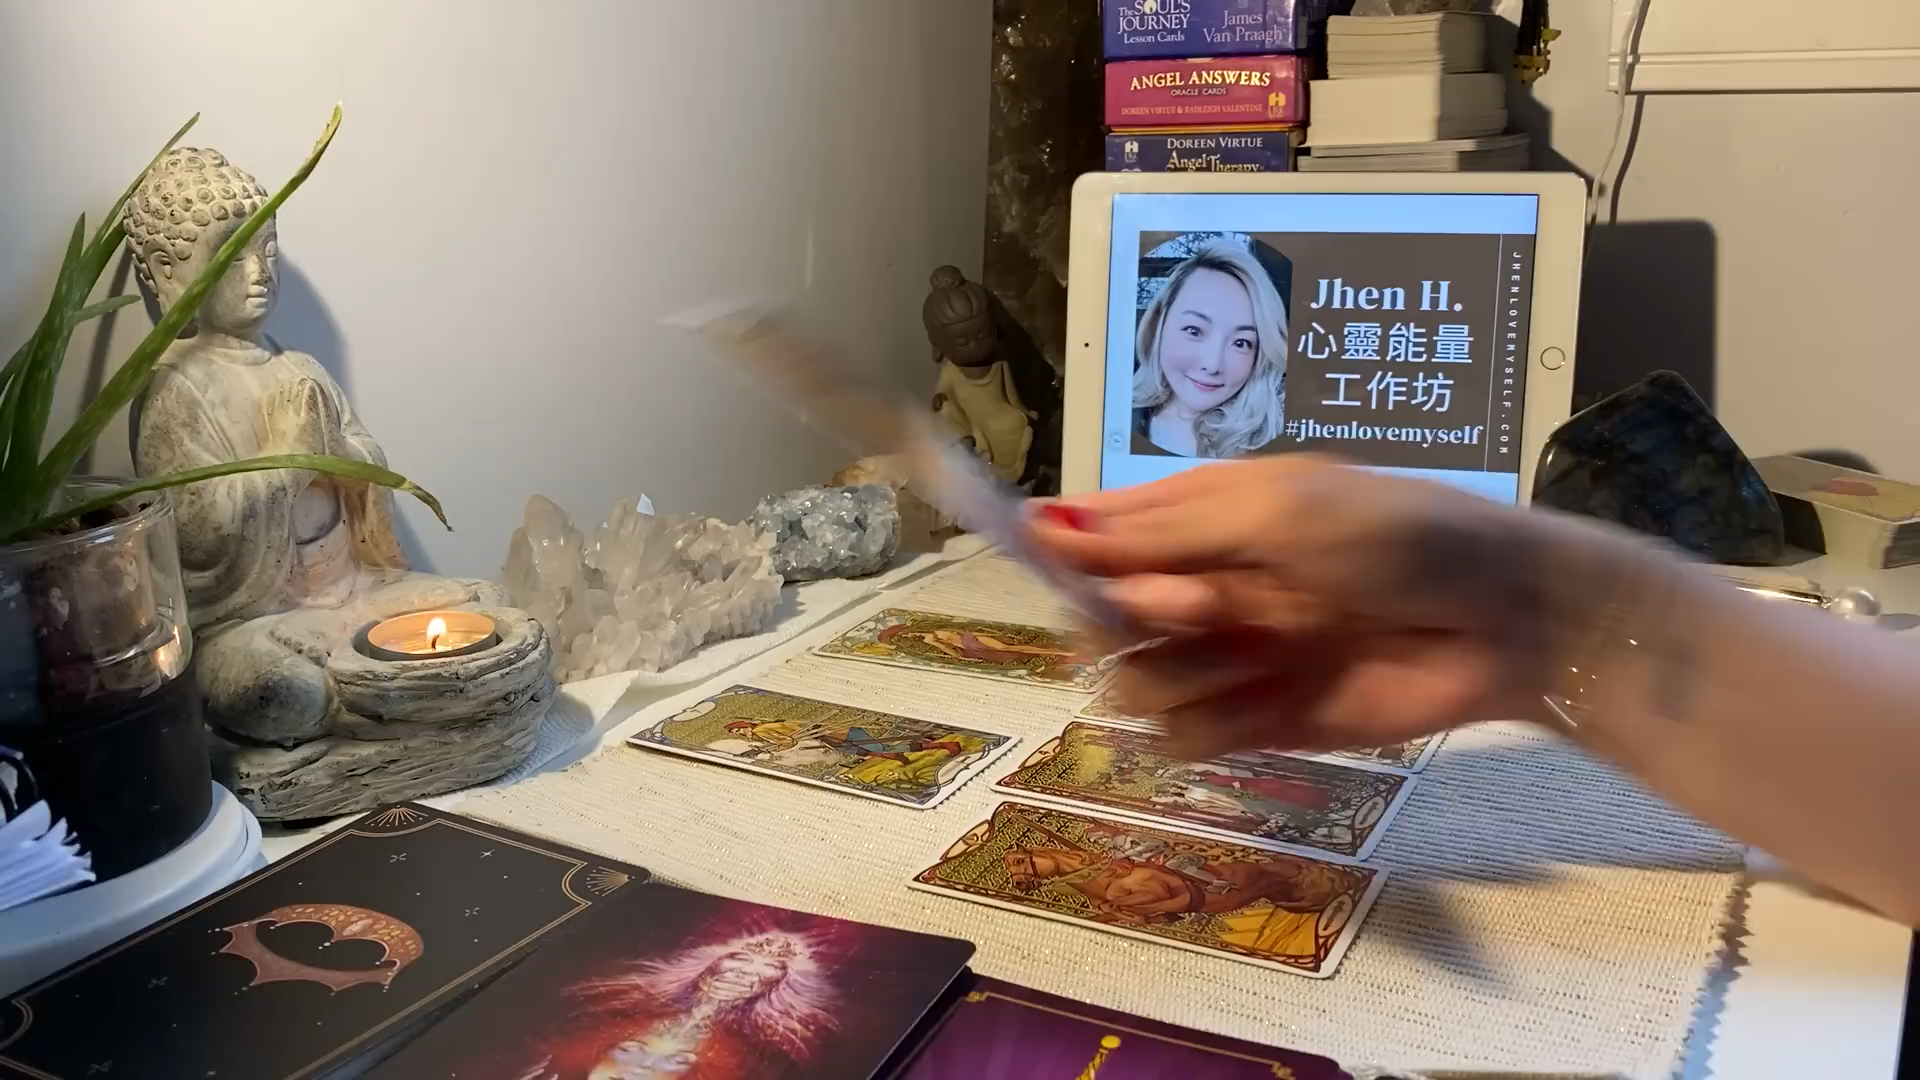 The SOUL'S
JOURNEY
Lesson Cards
James
Van Praagh
ANGEL ANSWERS
ORACLE CARDS
DOREEN VIRTUE & RADLEIGH VALENTINE
DOREEN VIRTUE
Angel Therapy
Jhen H.
心靈能量
工作坊
#jhenlovemyself
JHENLOVEMYSELF.COM